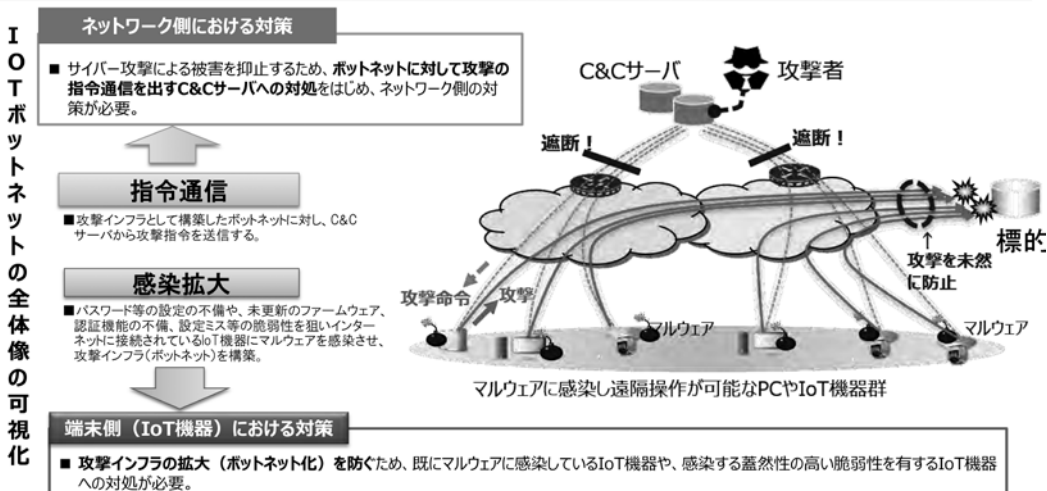 IOTボットネットの全体像の可視化
ネットワーク側における対策
■ サイバー攻撃による被害を抑止するため、ボットネットに対して攻撃の
指令通信を出すC&Cサーバへの対処をはじめ、ネットワーク側の対
策が必要。
指令通信
■攻撃インフラとして構築したボットネットに対し、C&C
サーバから攻撃指令を送信する。
感染拡大
■パスワード等の設定の不備や、未更新のファームウェア、
認証機能の不備、設定ミス等の脆弱性を狙いインター
ネットに接続されているIoT機器にマルウェアを感染させ、
攻撃インフラ(ボットネット)を構築。
C&Cサーバ
攻撃者
遮断!
遮断!
標的
↑
攻撃を未然
に防止
攻撃命令
攻撃
マルウェア
マルウェア
マルウェアに感染し遠隔操作が可能なPCやIoT機器群
端末側（IoT機器）における対策
■ 攻撃インフラの拡大（ボットネット化）を防ぐため、既にマルウェアに感染しているIoT機器や、感染する蓋然性の高い脆弱性を有するIoT機器
への対処が必要。